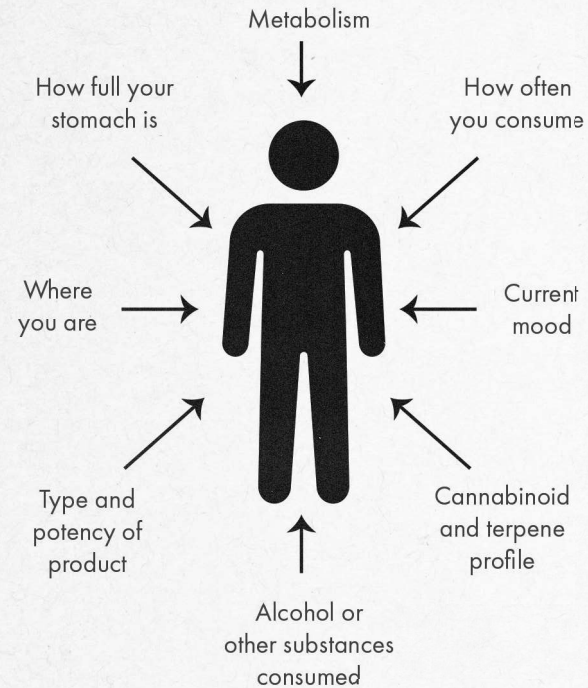 Metabolism
How full your
stomach is
How often
you consume
Where
you are
Current
mood
Type and
potency of
product
Cannabinoid
and terpene
profile
Alcohol or
other substances
consumed